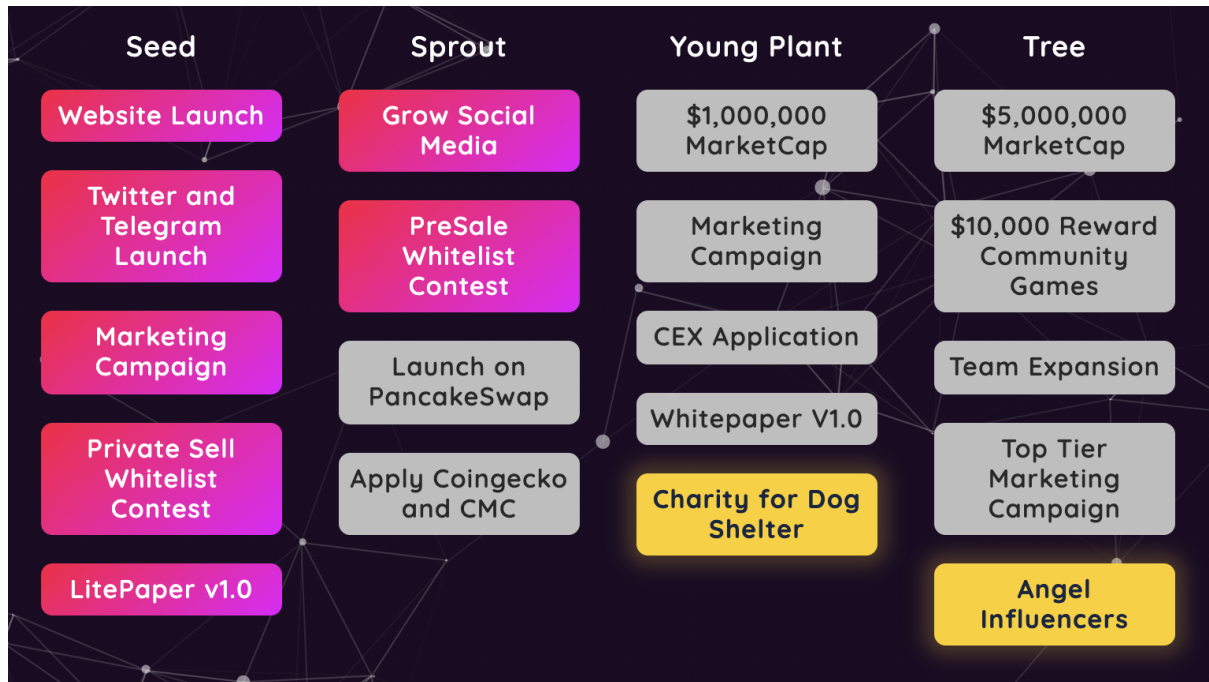 Seed
Website Launch
Twitter and
Telegram
Launch
Marketing
Campaign
Private Sell
Whitelist
Contest
LitePaper v1.0
Sprout
Grow Social
Media
PreSale
Whitelist
Contest
Launch on
PancakeSwap
Apply Coingecko
and CMC
Young Plant
$1,000,000
MarketCap
Marketing
Campaign
CEX Application
Whitepaper V1.0
Charity for Dog
Shelter
Tree
$5,000,000
MarketCap
$10,000 Reward
Community
Games
Team Expansion
Top Tier
Marketing
Campaign
Angel
Influencers